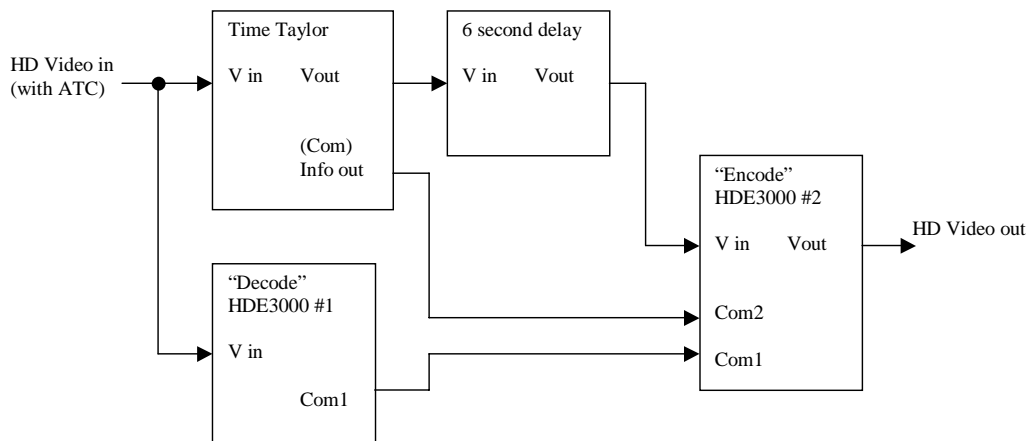 HD Video in
(with ATC)
Time Taylor
V in Vout
(Com)
Info out
6 second delay
V in Vout
“Decode”
HDE3000 #1
V in
Com1
“Encode”
HDE3000 #2
V in Vout
Com2
Com1
HD Video out